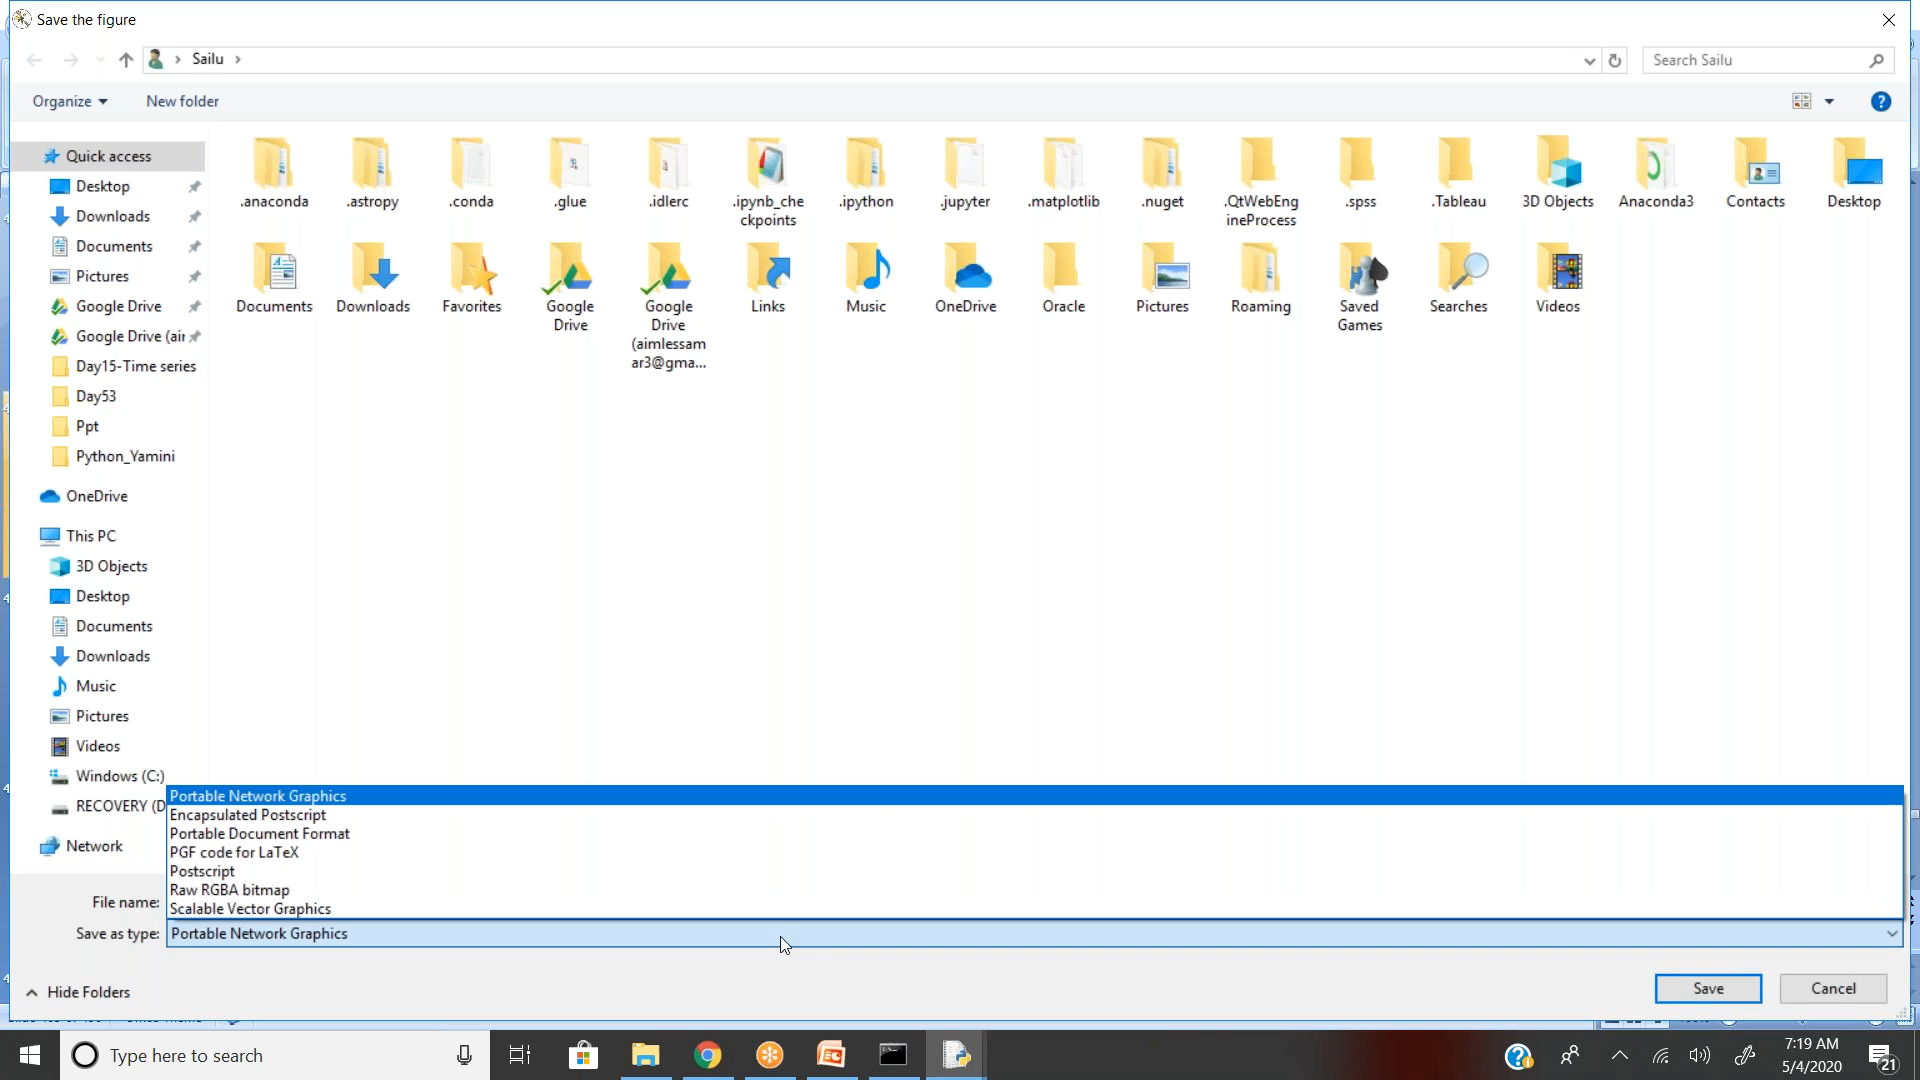 Save the figure
Sailu
Search Sailu
Organize
New folder
Quick access
Desktop
Downloads
Documents
Pictures
Google Drive
Google Drive (air
Day15-Time series
Day53
Ppt
Python_Yamini
OneDrive
This PC
3D Objects
Desktop
Documents
Downloads
Music
Pictures
Videos
Windows (C:)
RECOVERY (D
Network
.anaconda
.astropy
.conda
.glue
.idlerc
.ipynb_che
ckpoints
.ipython
.jupyter
.matplotlib
.nuget
.QtWebEng
ineProcess
.spss
.Tableau
3D Objects
Anaconda3
Contacts
Desktop
Documents
Downloads
Favorites
Google
Drive
Google
Drive
(aimlessam
ar3@gma...
Links
Music
OneDrive
Oracle
Pictures
Roaming
Saved
Games
Searches
Videos
Portable Network Graphics
Encapsulated Postscript
Portable Document Format
PGF code for LaTeX
Postscript
Raw RGBA bitmap
Scalable Vector Graphics
File name:
Save as type: Portable Network Graphics
Hide Folders
Save
Cancel
Type here to search
7:19 AM
5/4/2020
21